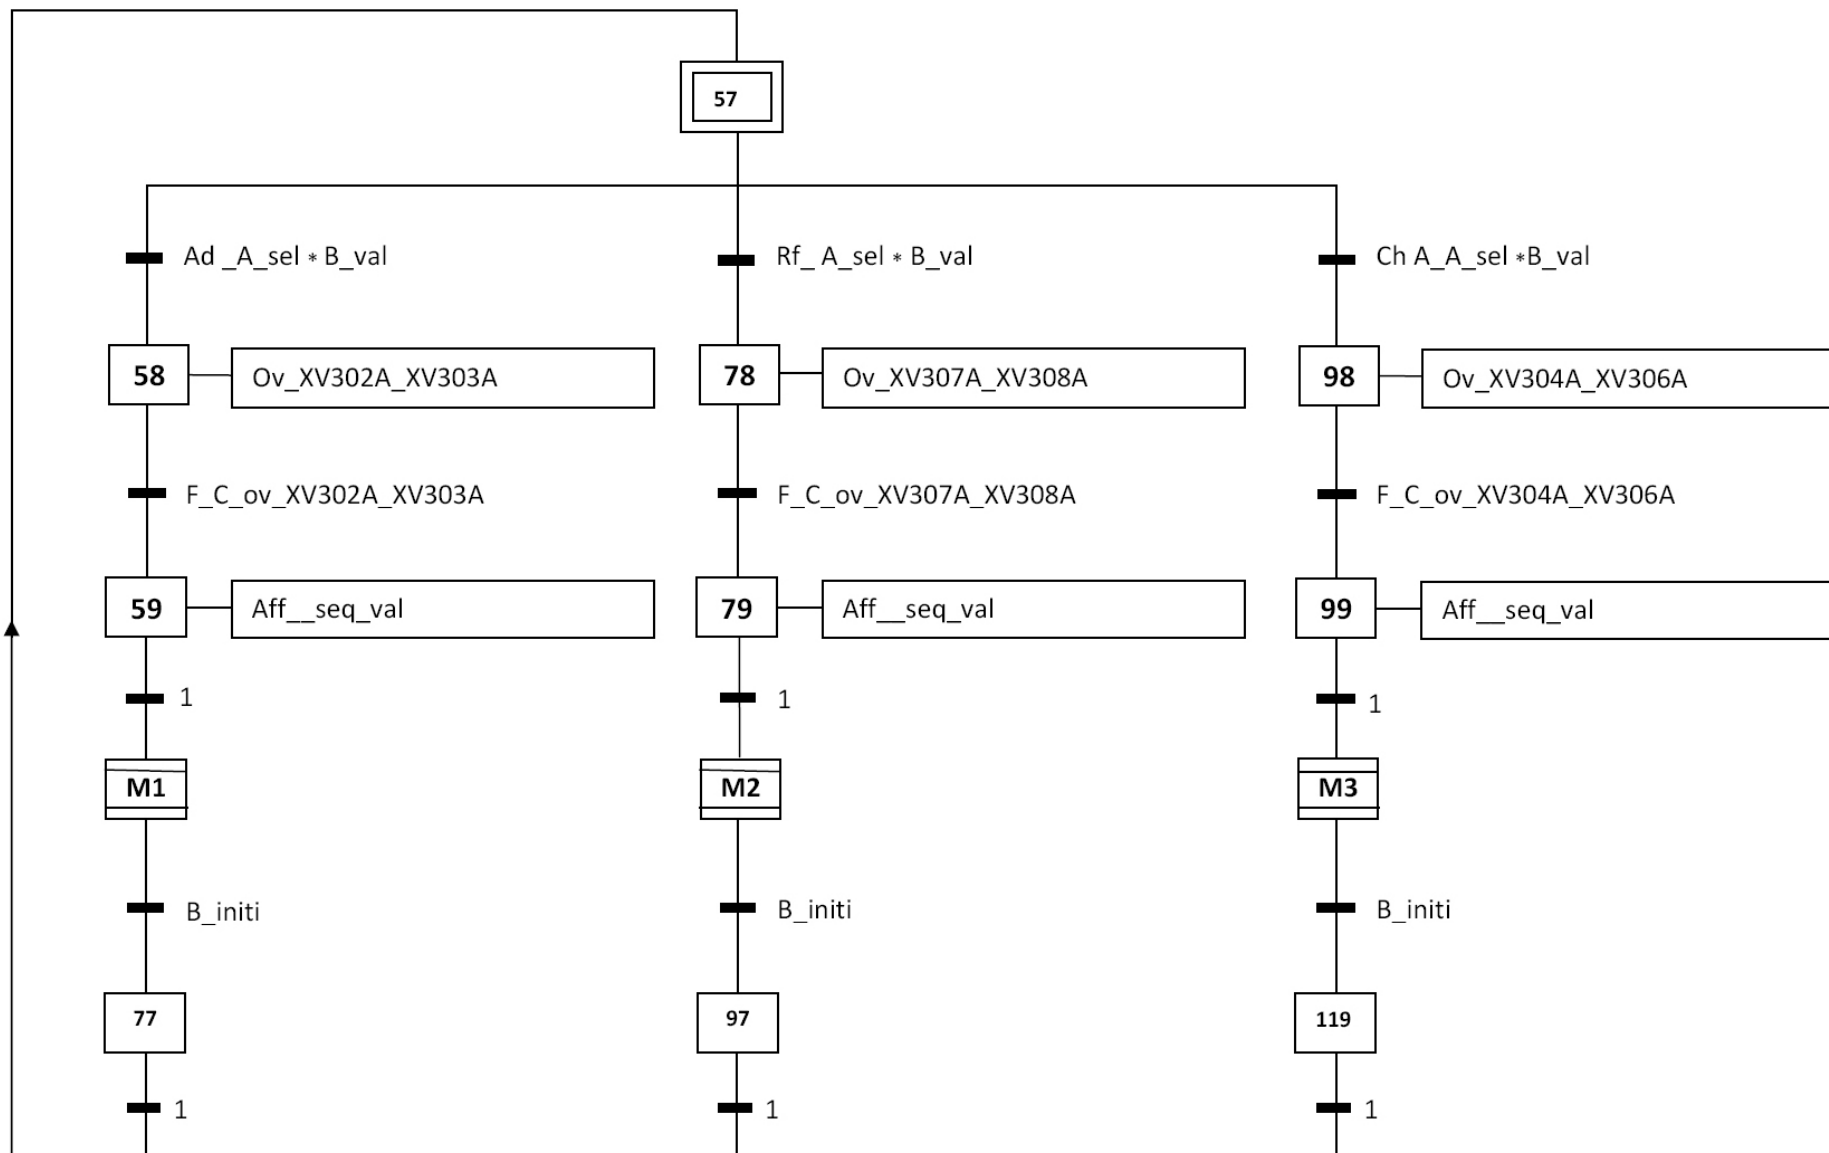 57
Ad _A_sel * B_val
Rf_ A_sel * B_val
Ch A_A_sel *B_val
58
Ov_XV302A_XV303A
78
Ov_XV307A_XV308A
98
Ov_XV304A_XV306A
F_C_ov_XV302A_XV303A
F_C_ov_XV307A_XV308A
F_C_ov_XV304A_XV306A
59
Aff__seq_val
79
Aff__seq_val
99
Aff__seq_val
1
1
1
M1
M2
M3
B_initi
B_initi
B_initi
77
97
119
1
1
1